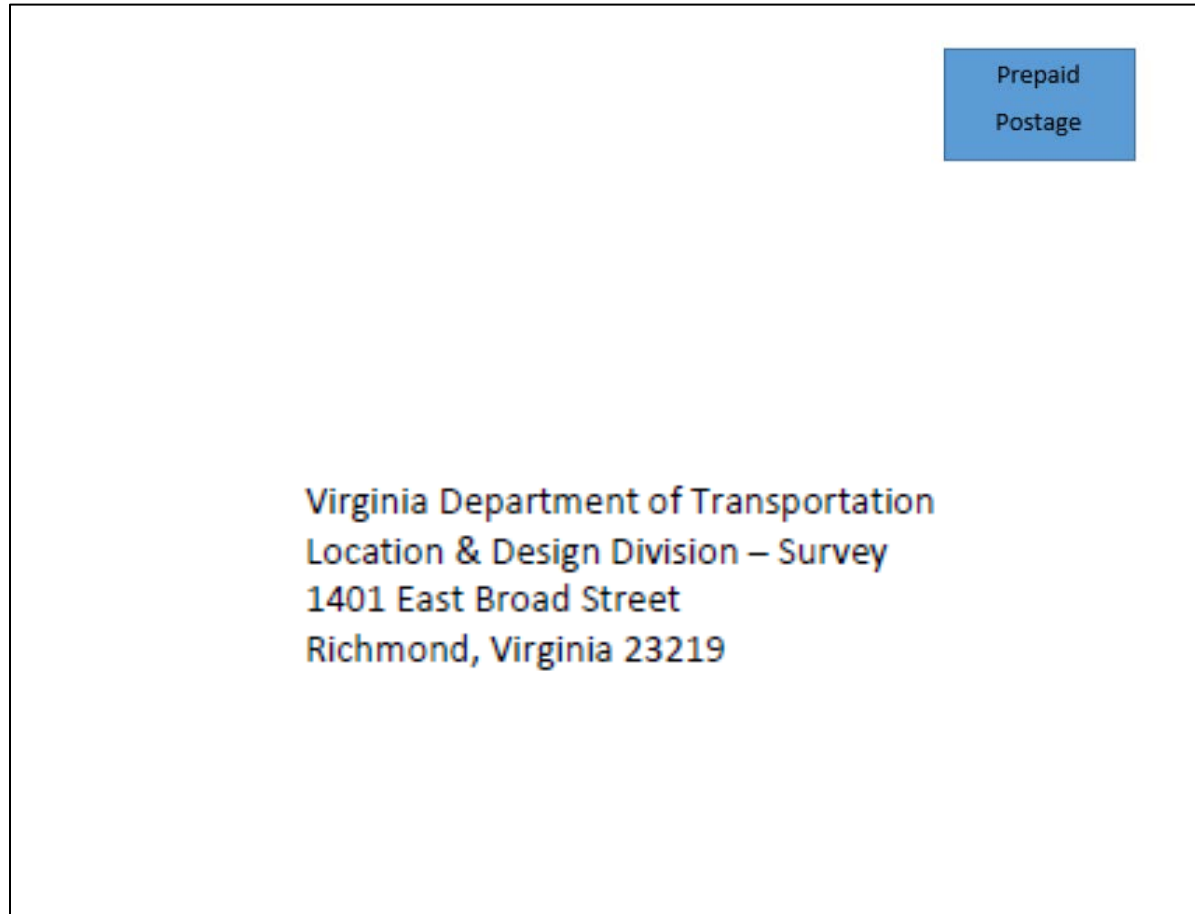 Prepaid
Postage
Virginia Department of Transportation
Location & Design Division – Survey
1401 East Broad Street
Richmond, Virginia 23219